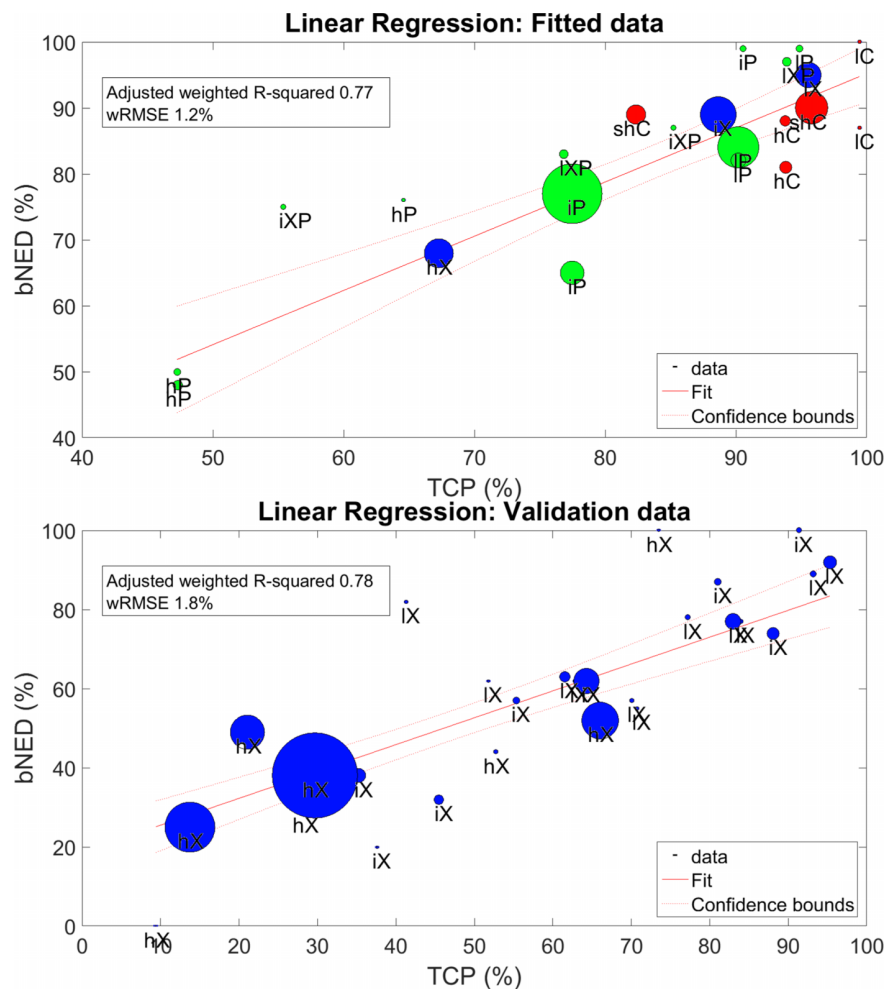 Linear Regression: Fitted data
100
90
80
70
60
50
40
bNED (%)
Adjusted weighted R-squared 0.77
wRMSE 1.2%
iP
lP
lC
lXP
iX
shC
iX
iXP
hC
shC
lC
lXP
lP
lP
hC
iXP
hP
iP
hX
iP
hP
hP
data
Fit
Confidence bounds
40 50 60 70 80 90 100
TCP (%)
Linear Regression: Validation data
100
80
60
40
20
0
bNED (%)
Adjusted weighted R-squared 0.78
wRMSE 1.8%
hX
iX
lX
iX
lX
lX
lX
lX
iX
lX
iX
lX
lX
iX
lX
lX
hX
hX
hX
iX
hX
iX
hX
hX
iX
hX
data
Fit
Confidence bounds
0 10 20 30 40 50 60 70 80 90 100
TCP (%)